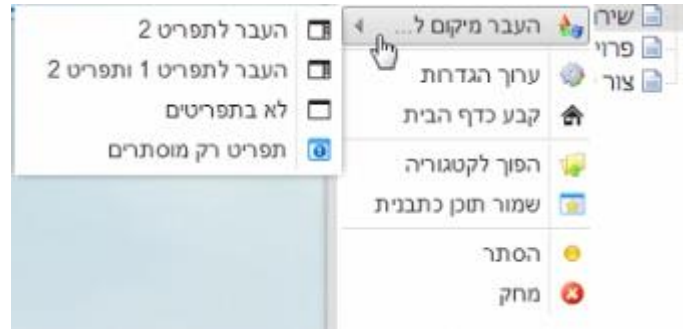 שירו
פרוי
צור
העבר מיקום ל...
ערוך הגדרות
קבע כדף הבית
הפוך לקטגוריה
שמור תוכן כתבנית
הסתר
מחק
העבר לתפריט 2
העבר לתפריט 1 ותפריט 2
לא בתפריטים
תפריט רק מוסתרים